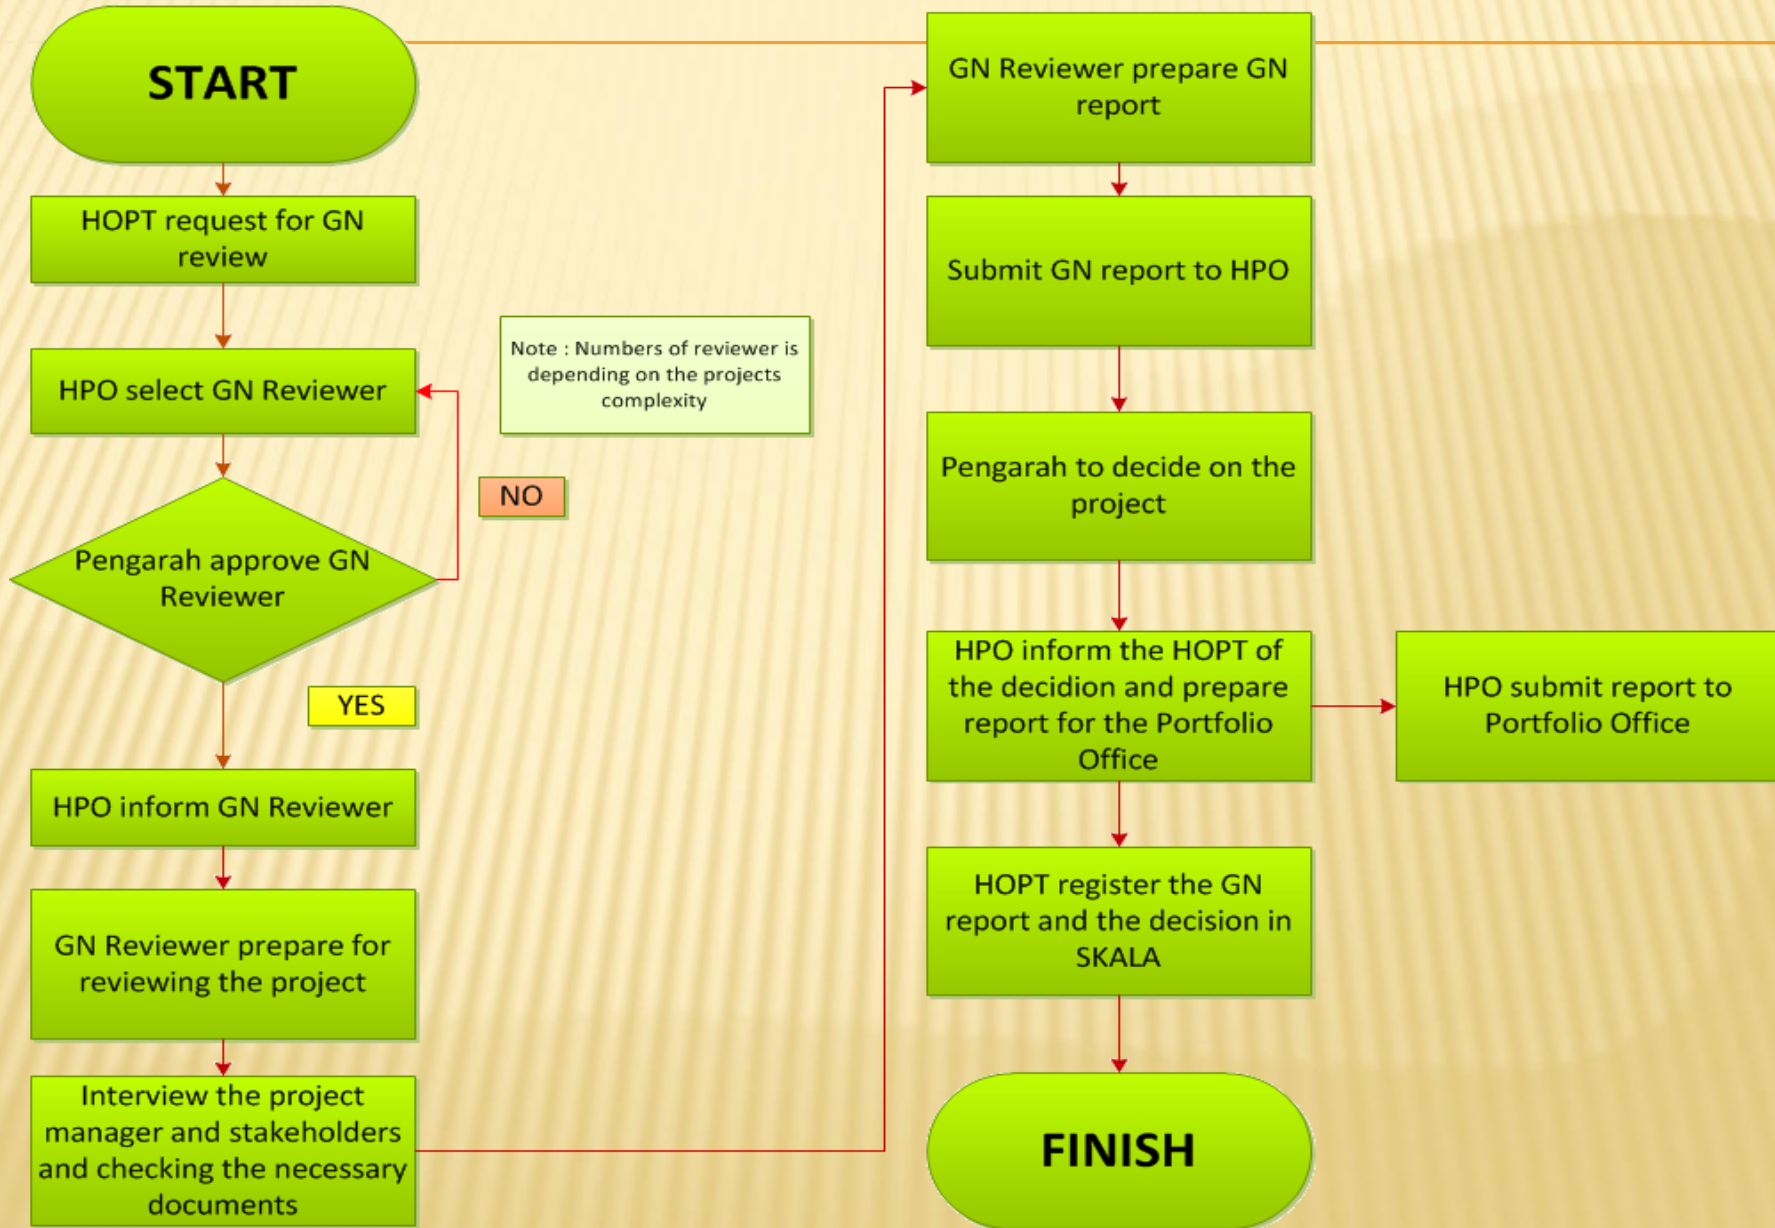 START
HOPT request for GN
review
HPO select GN Reviewer
Note : Numbers of reviewer is
depending on the projects
complexity
NO
Pengarah approve GN
Reviewer
YES
HPO inform GN Reviewer
GN Reviewer prepare for
reviewing the project
Interview the project
manager and stakeholders
and checking the necessary
documents
GN Reviewer prepare GN
report
Submit GN report to HPO
Pengarah to decide on the
project
HPO inform the HOPT of
the decidion and prepare
report for the Portfolio
Office
HPO submit report to
Portfolio Office
HOPT register the GN
report and the decision in
SKALA
FINISH